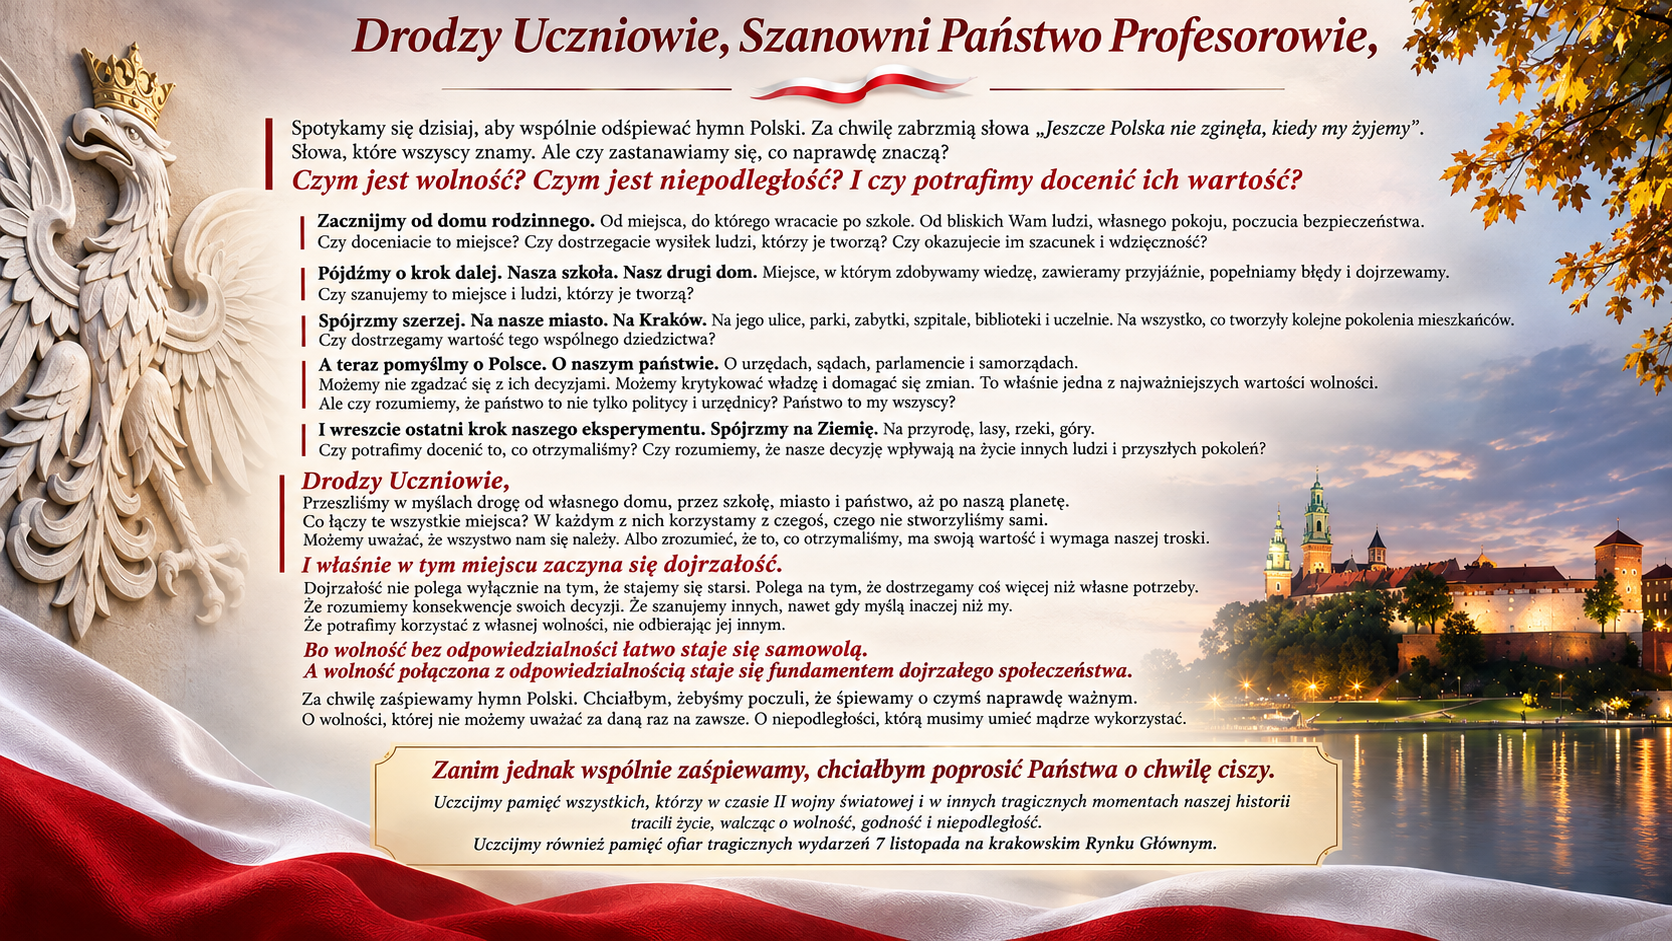 Drodzy Uczniowie, Szanowni Państwo Profesorowie,
Spotykamy się dzisiaj, aby wspólnie odśpiewać hymn Polski. Za chwilę zabrzmią słowa „Jeszcze Polska nie zginęła, kiedy my żyjemy”.
Słowa, które wszyscy znamy. Ale czy zastanawiamy się, co naprawdę znaczą?
Czym jest wolność? Czym jest niepodległość? I czy potrafimy docenić ich wartość?
Zacznijmy od domu rodzinnego. Od miejsca, do którego wracacie po szkole. Od bliskich Wam ludzi, własnego pokoju, poczucia bezpieczeństwa.
Czy doceniacie to miejsce? Czy dostrzegacie wysiłek ludzi, którzy je tworzą? Czy okazujecie im szacunek i wdzięczność?
Pójdźmy o krok dalej. Nasza szkoła. Nasz drugi dom. Miejsce, w którym zdobywamy wiedzę, zawieramy przyjaźnie, popełniamy błędy i dojrzewamy.
Czy szanujemy to miejsce i ludzi, którzy je tworzą?
Spójrzmy szerzej. Na nasze miasto. Na Kraków. Na jego ulice, parki, zabytki, szpitale, biblioteki i uczelnie. Na wszystko, co tworzyły kolejne pokolenia mieszkańców.
Czy dostrzegamy wartość tego wspólnego dziedzictwa?
A teraz pomyślmy o Polsce. O naszym państwie. O urzędach, sądach, parlamencie i samorządach.
Możemy nie zgadzać się z ich decyzjami. Możemy krytykować władzę i domagać się zmian. To właśnie jedna z najważniejszych wartości wolności.
Ale czy rozumiemy, że państwo to nie tylko politycy i urzędnicy? Państwo to my wszyscy?
I wreszcie ostatni krok naszego eksperymentu. Spójrzmy na Ziemię. Na przyrodę, lasy, rzeki, góry.
Czy potrafimy docenić to, co otrzymaliśmy? Czy rozumiemy, że nasze decyzję wpływają na życie innych ludzi i przyszłych pokoleń?
Drodzy Uczniowie,
Przeszliśmy w myślach drogę od własnego domu, przez szkołę, miasto i państwo, aż po naszą planetę.
Co łączy te wszystkie miejsca? W każdym z nich korzystamy z czegoś, czego nie stworzyliśmy sami.
Możemy uważać, że wszystwo nam się należy. Albo zrozumieć, że to, co otrzymaliśmy, ma swoją wartość i wymaga naszej troski.
I właśnie w tym miejscu zaczyna się dojrzałość.
Dojrzałość nie polega wyłącznie na tym, że stajemy się starsi. Polega na tym, że dostrzegamy coś więcej niż własne potrzeby.
Że rozumiemy konsekwencje swoich decyzji. Że szanujemy innych, nawet gdy myślą inaczej niż my.
Że potrafimy korzystać z własnej wolności, nie odbierając jej innym.
Bo wolność bez odpowiedzialności łatwo staje się samowolą.
A wolność połączona z odpowiedzialnością staje się fundamentem dojrzałego społeczeństwa.
Za chwilę zaśpiewamy hymn Polski. Chciałbym, żebyśmy poczuli, że śpiewamy o czymś naprawdę ważnym.
O wolności, której nie możemy uważać za daną raz na zawsze. O niepodległości, którą musimy umieć mądrze wykorzystać.
Zanim jednak wspólnie zaśpiewamy, chciałbym poprosić Państwa o chwilę ciszy.
Uczcijmy pamięć wszystkich, którzy w czasie II wojny światowej i w innych tragicznych momentach naszej historii
tracili życie, walcząc o wolność, godność i niepodległość.
Uczcijmy również pamięć ofiar tragicznych wydarzeń 7 listopada na krakowskim Rynku Głównym.